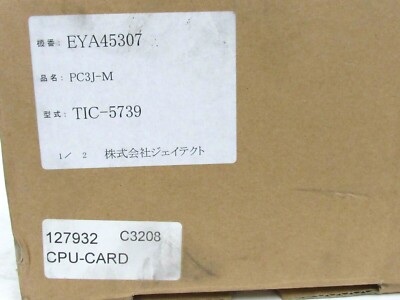 機番: EYA45307
品名: PC3J-M
型式: TIC-5739
1/ 2 株式会社ジェイテクト
127932 C3208
CPU-CARD